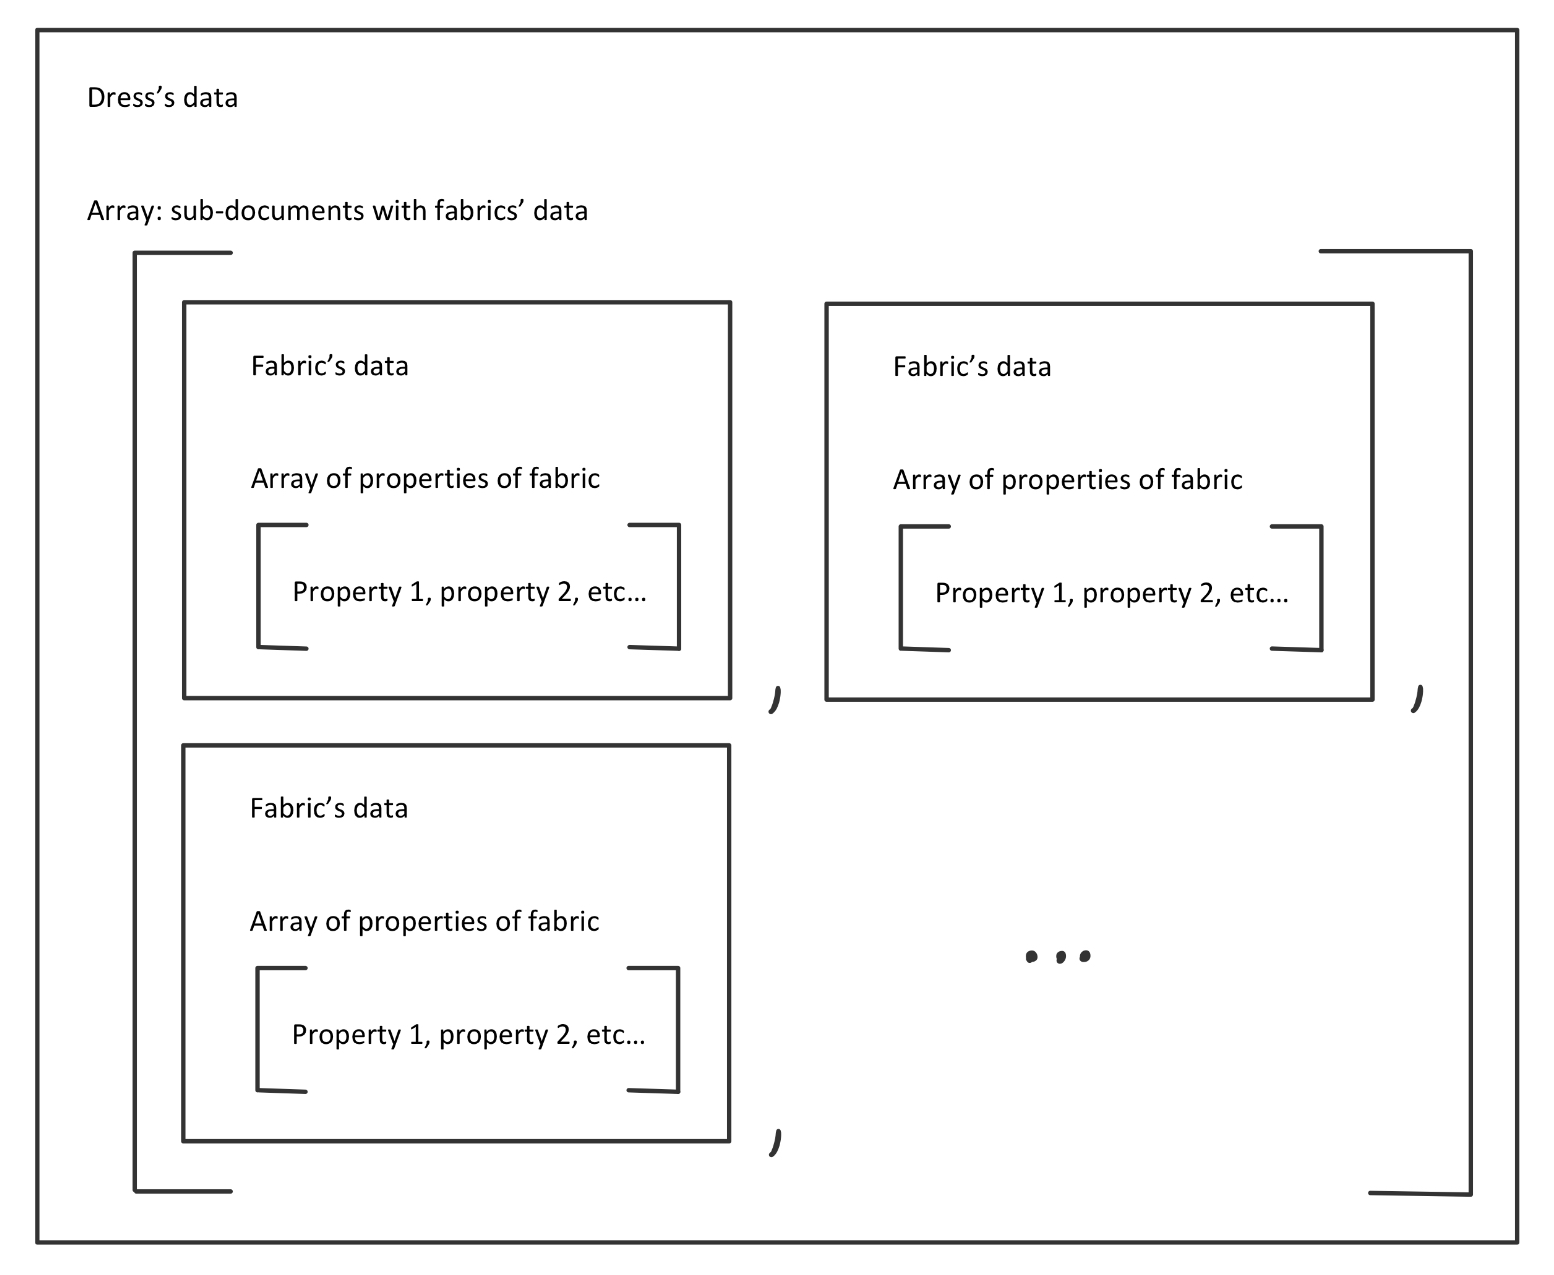 Dress’s data
Array: sub-documents with fabrics’ data
Fabric’s data
Array of properties of fabric
Property 1, property 2, etc...
,
Fabric’s data
Array of properties of fabric
Property 1, property 2, etc...
,
Fabric’s data
Array of properties of fabric
Property 1, property 2, etc...
,
...